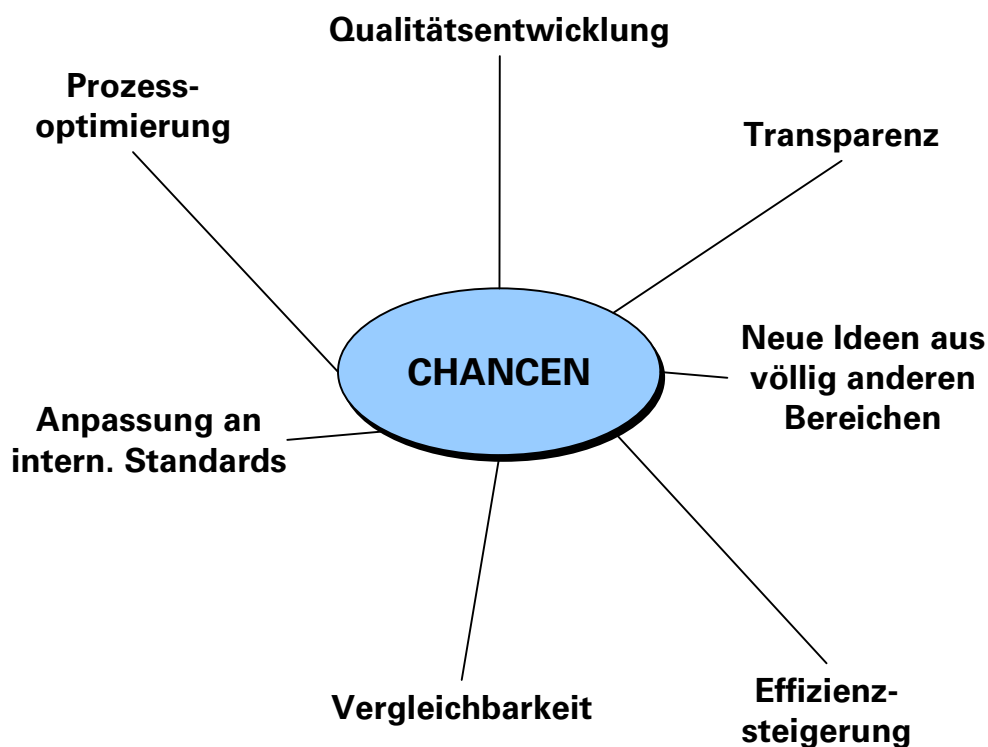 Qualitätsentwicklung
Prozess-
optimierung
Transparenz
Neue Ideen aus
völlig anderen
Bereichen
CHANCEN
Anpassung an
intern. Standards
Vergleichbarkeit
Effizienz-
steigerung